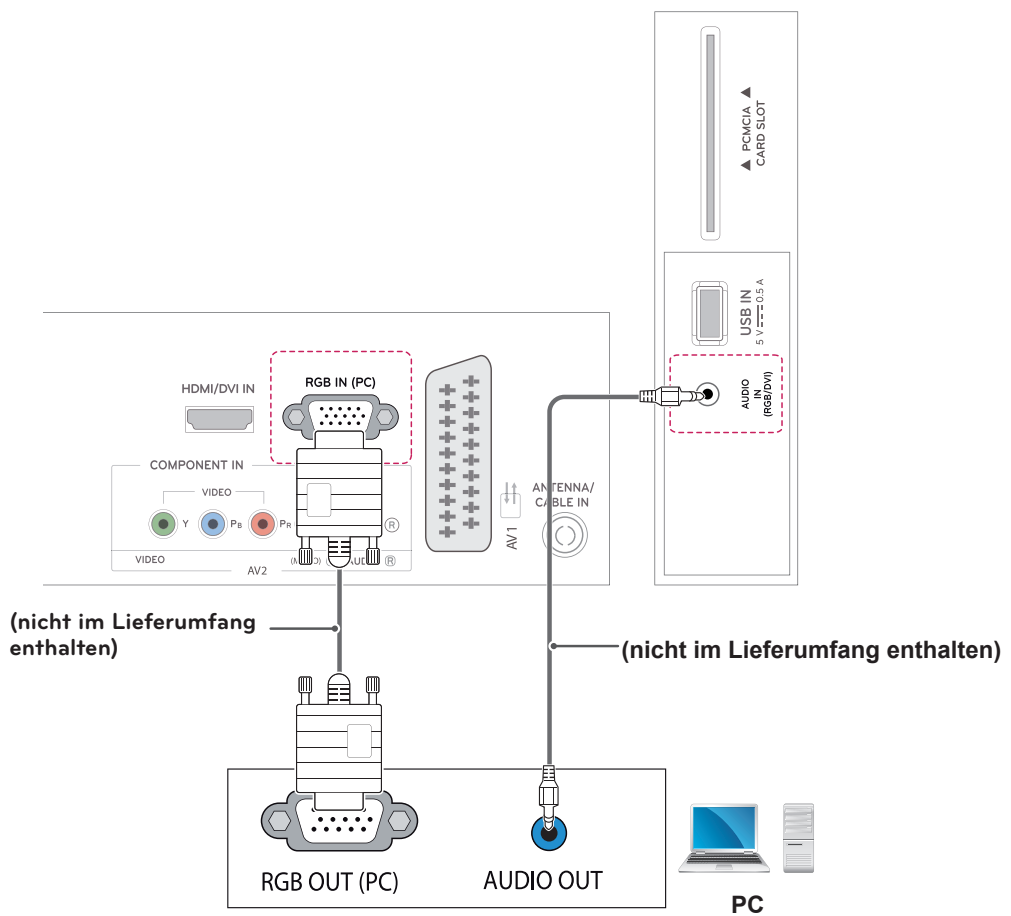 ▲ PCMCIA ▲
CARD SLOT
USB IN
5 V 0.5 A
AUDIO
IN
(RGB/DVI)
RGB IN (PC)
HDMI/DVI IN
COMPONENT IN
VIDEO
Y
PB
PR
R
VIDEO
AV2
R
AV1
ANTENNA/
CABLE IN
(nicht im Lieferumfang
enthalten)
(nicht im Lieferumfang enthalten)
RGB OUT (PC)
AUDIO OUT
PC